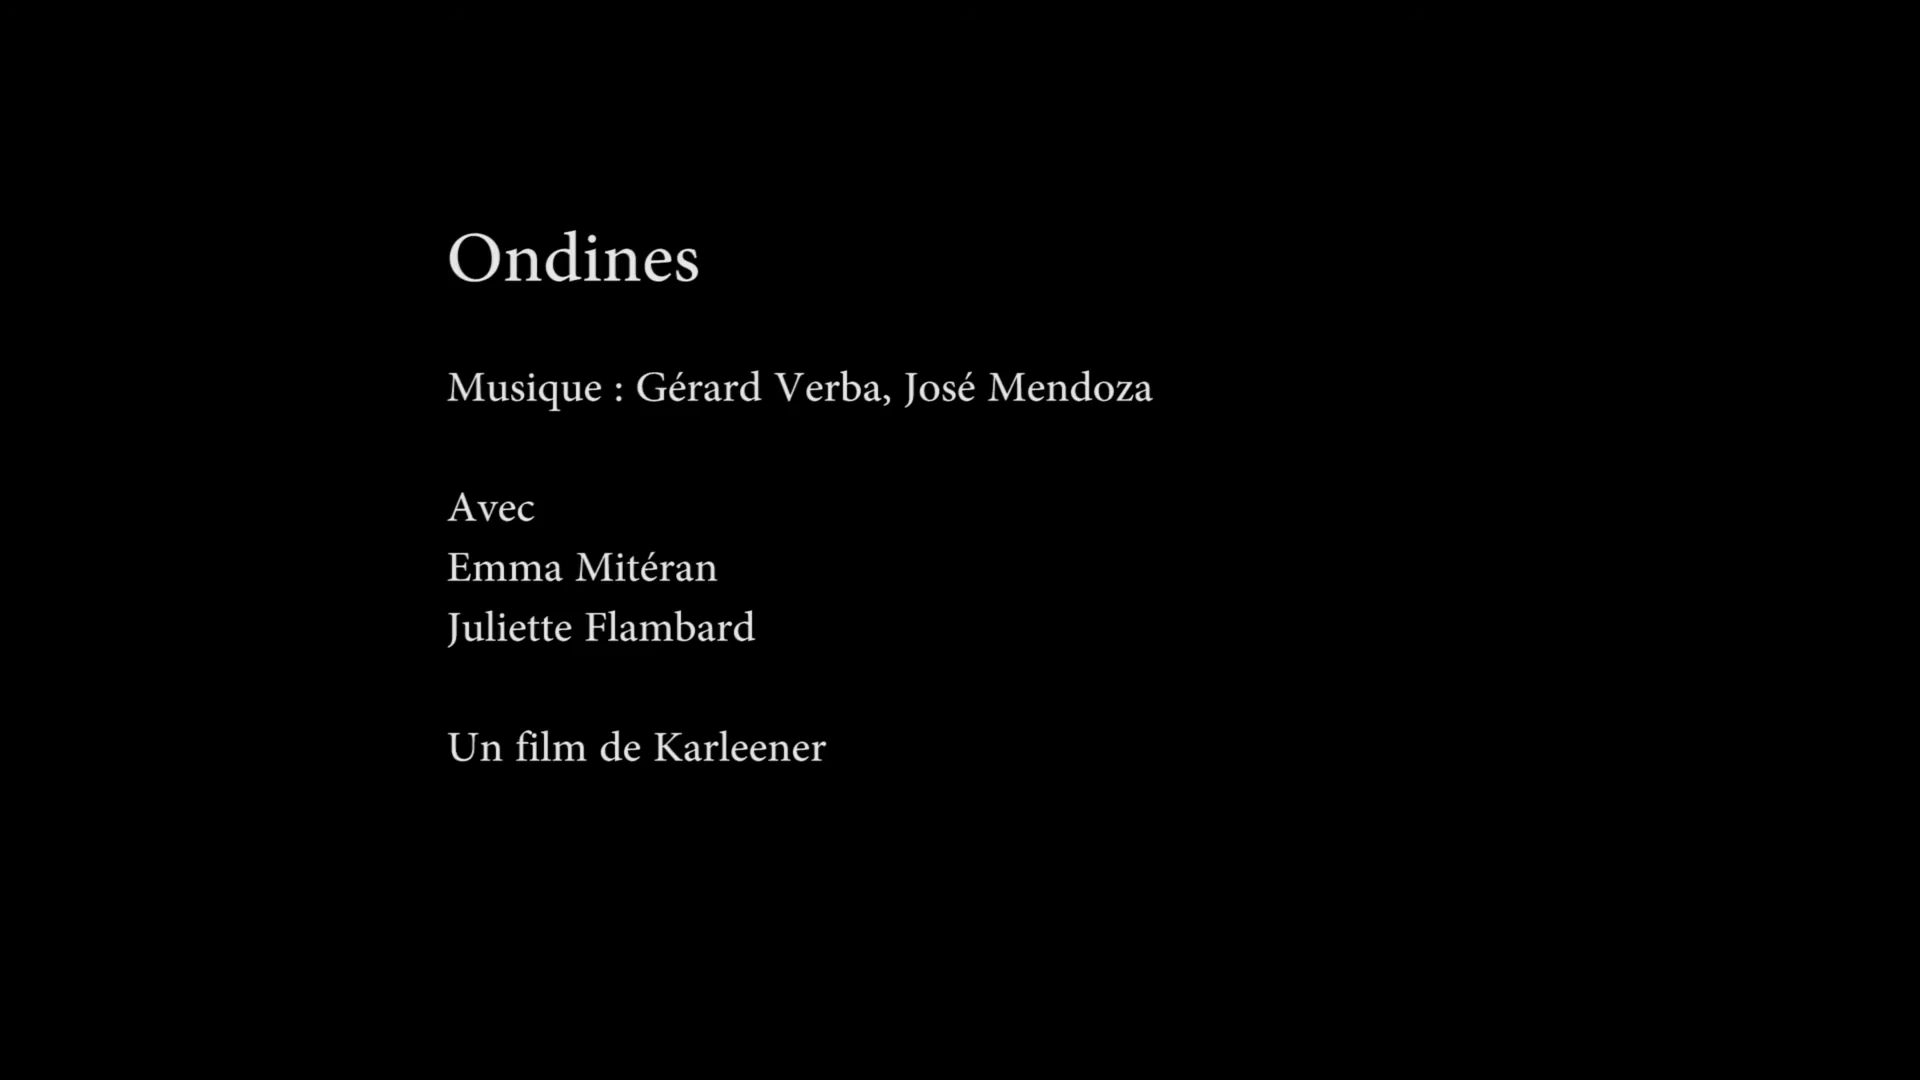 Ondines
Musique : Gérard Verba, José Mendoza
Avec
Emma Mitéran
Juliette Flambard
Un film de Karleener